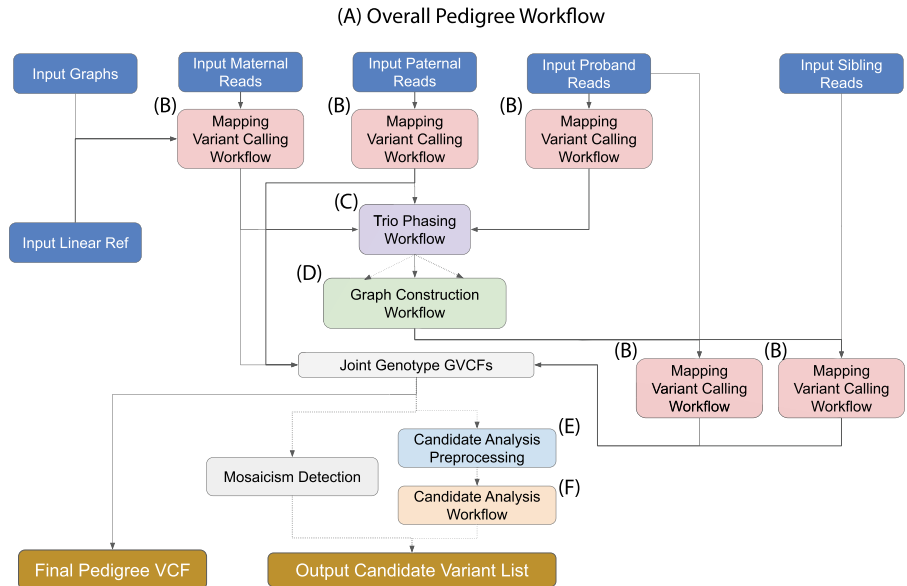 (A) Overall Pedigree Workflow
Input Graphs
Input Maternal
Reads
Input Paternal
Reads
Input Proband
Reads
Input Sibling
Reads
(B)
Mapping
Variant Calling
Workflow
(B)
Mapping
Variant Calling
Workflow
(B)
Mapping
Variant Calling
Workflow
Input Linear Ref
(C)
Trio Phasing
Workflow
(D)
Graph Construction
Workflow
Joint Genotype GVCFs
(B)
Mapping
Variant Calling
Workflow
(B)
Mapping
Variant Calling
Workflow
(E)
Candidate Analysis
Preprocessing
Mosaicism Detection
(F)
Candidate Analysis
Workflow
Final Pedigree VCF
Output Candidate Variant List